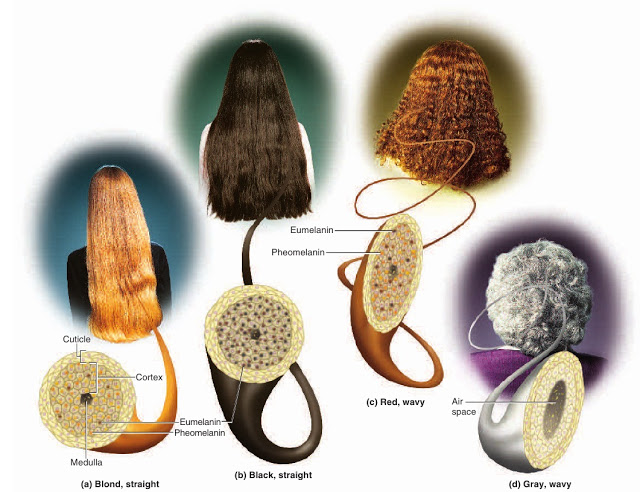 Eumelanin
Pheomelanin
Cuticle
Cortex
Eumelanin
Pheomelanin
Medulla
(a) Blond, straight
(b) Black, straight
(c) Red, wavy
Air
space
(d) Gray, wavy